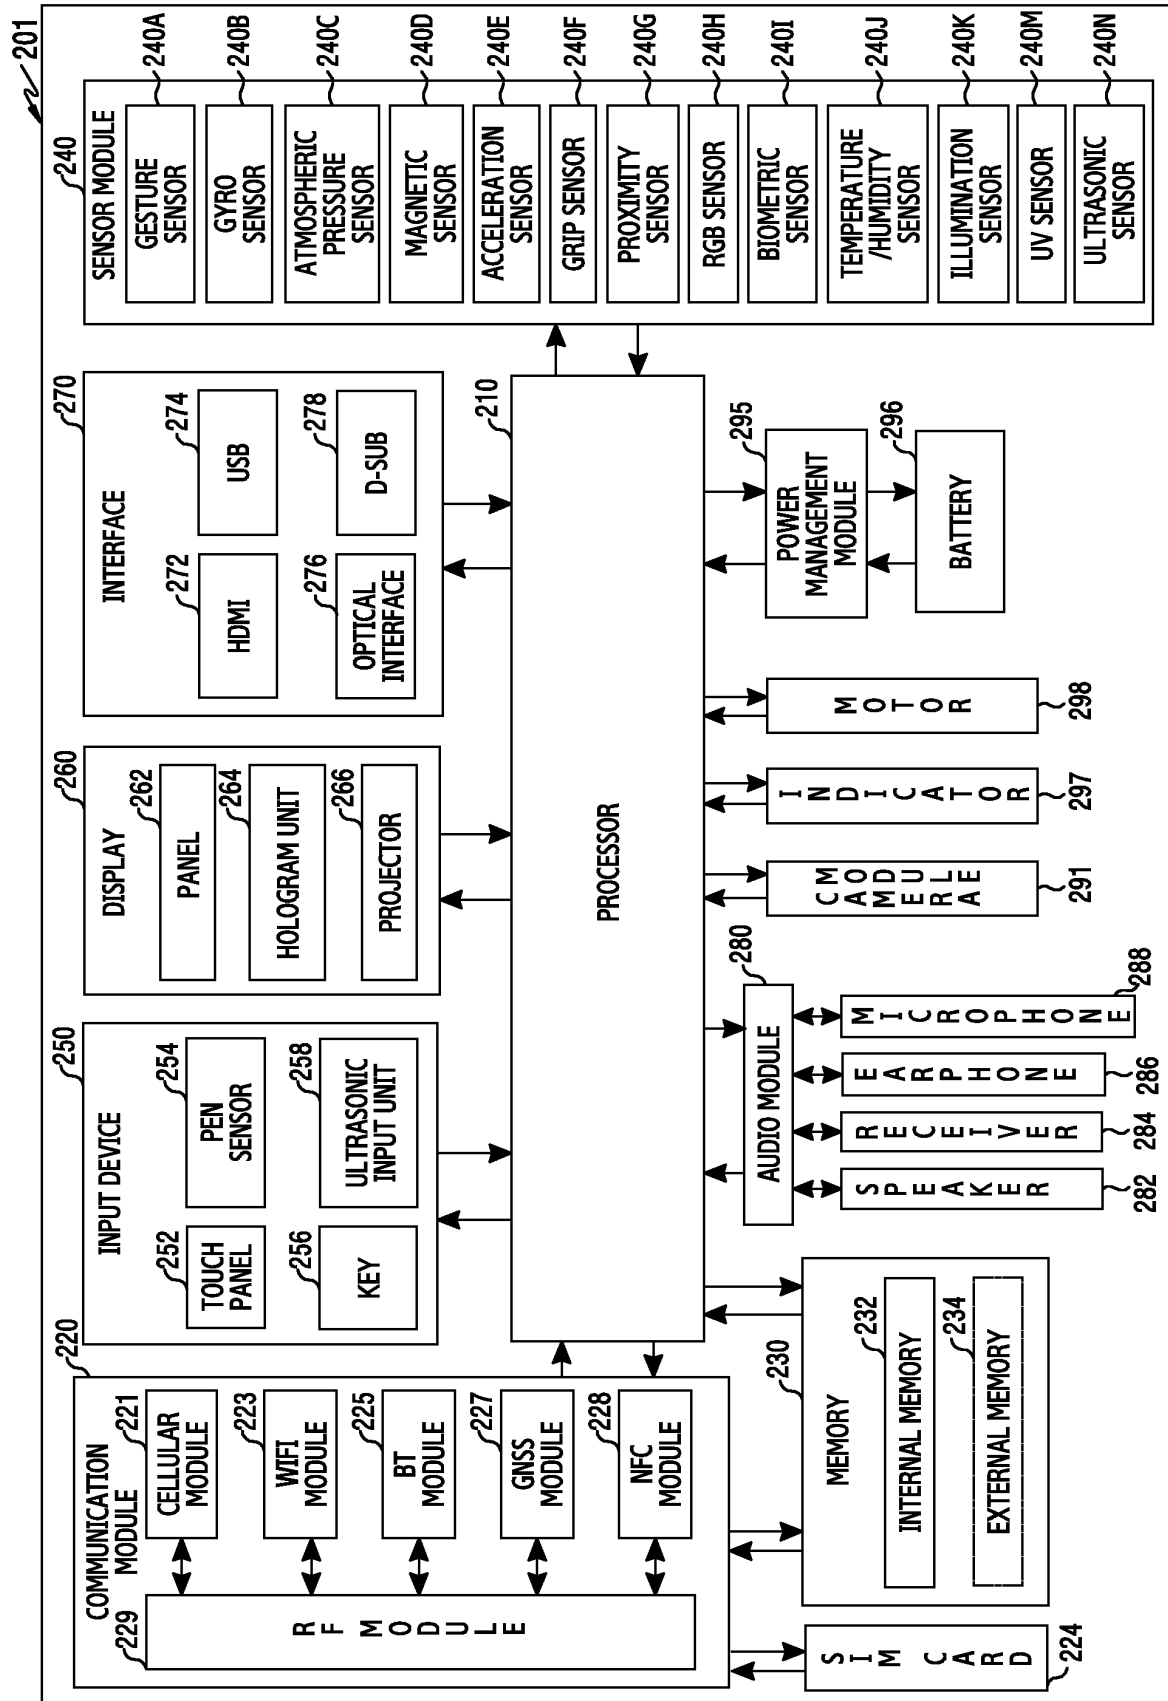 201
220
COMMUNICATION
MODULE
229
RF MODULE
221
CELLULAR
MODULE
223
WIFI
MODULE
225
BT
MODULE
227
GNSS
MODULE
228
NFC
MODULE
250
INPUT DEVICE
252
TOUCH
PANEL
254
PEN
SENSOR
256
KEY
258
ULTRASONIC
INPUT UNIT
260
DISPLAY
262
PANEL
264
HOLOGRAM UNIT
266
PROJECTOR
270
INTERFACE
272
HDMI
274
USB
276
OPTICAL
INTERFACE
278
D-SUB
240
SENSOR MODULE
GESTURE
SENSOR
240A
GYRO
SENSOR
240B
ATMOSPHERIC
PRESSURE
SENSOR
240C
MAGNETIC
SENSOR
240D
ACCELERATION
SENSOR
240E
GRIP SENSOR
240F
PROXIMITY
SENSOR
240G
RGB SENSOR
240H
BIOMETRIC
SENSOR
240I
TEMPERATURE
/HUMIDITY
SENSOR
240J
ILLUMINATION
SENSOR
240K
UV SENSOR
240M
ULTRASONIC
SENSOR
240N
210
PROCESSOR
SIM CARD
224
230
MEMORY
232
INTERNAL MEMORY
234
EXTERNAL MEMORY
280
AUDIO MODULE
SPEAKER
282
RECEIVER
284
EARPHONE
286
MICROPHONE
288
CAMERA
MODULE
291
INDICATOR
297
MOTOR
298
295
POWER
MANAGEMENT
MODULE
296
BATTERY